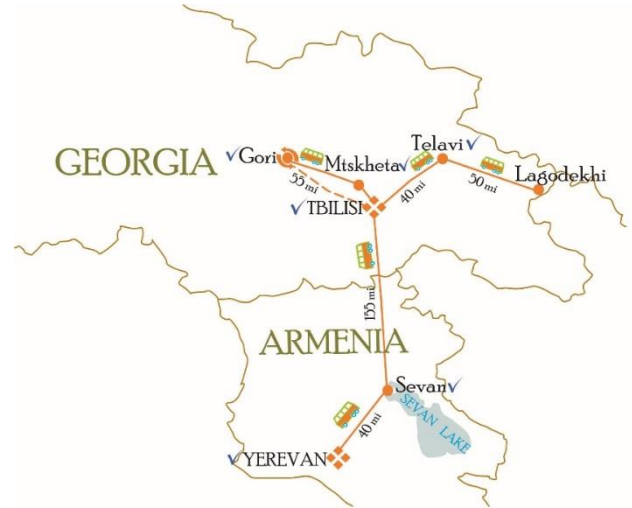 GEORGIA
Gori
Mtskheta
Telavi
Lagodekhi
55 mi
40 mi
50 mi
TBILISI
155 mi
ARMENIA
Sevan
SEVAN LAKE
40 mi
YEREVAN